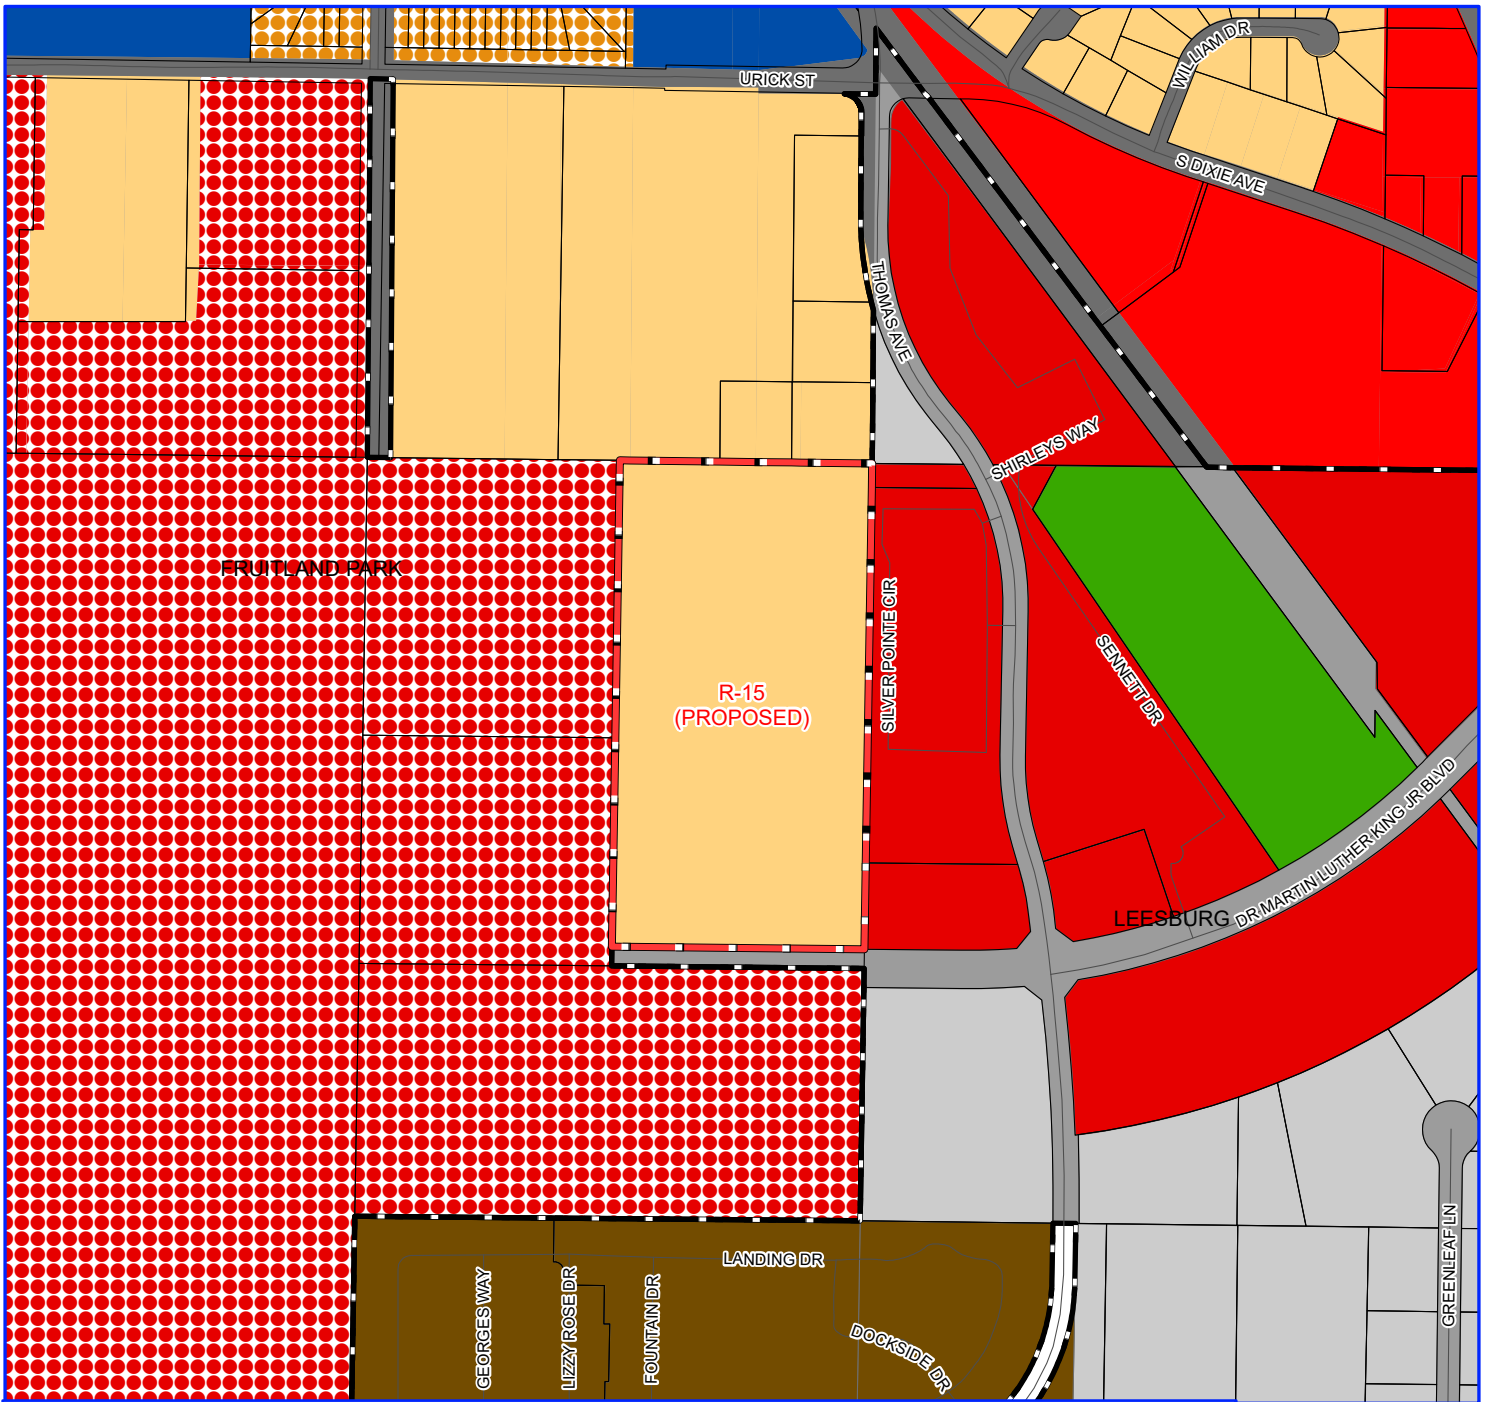 WILLIAM DR
URICK ST
S DIXIE AVE
THOMAS AVE
SHIRLEYS WAY
FRUITLAND PARK
SILVER POINTE CIR
SENNETT DR
R-15
(PROPOSED)
DR MARTIN LUTHER KING JR BLVD
LEESBURG
LANDING DR
GEORGES WAY
LIZZY ROSE DR
FOUNTAIN DR
DOCKSIDE DR
GREENLEAF LN